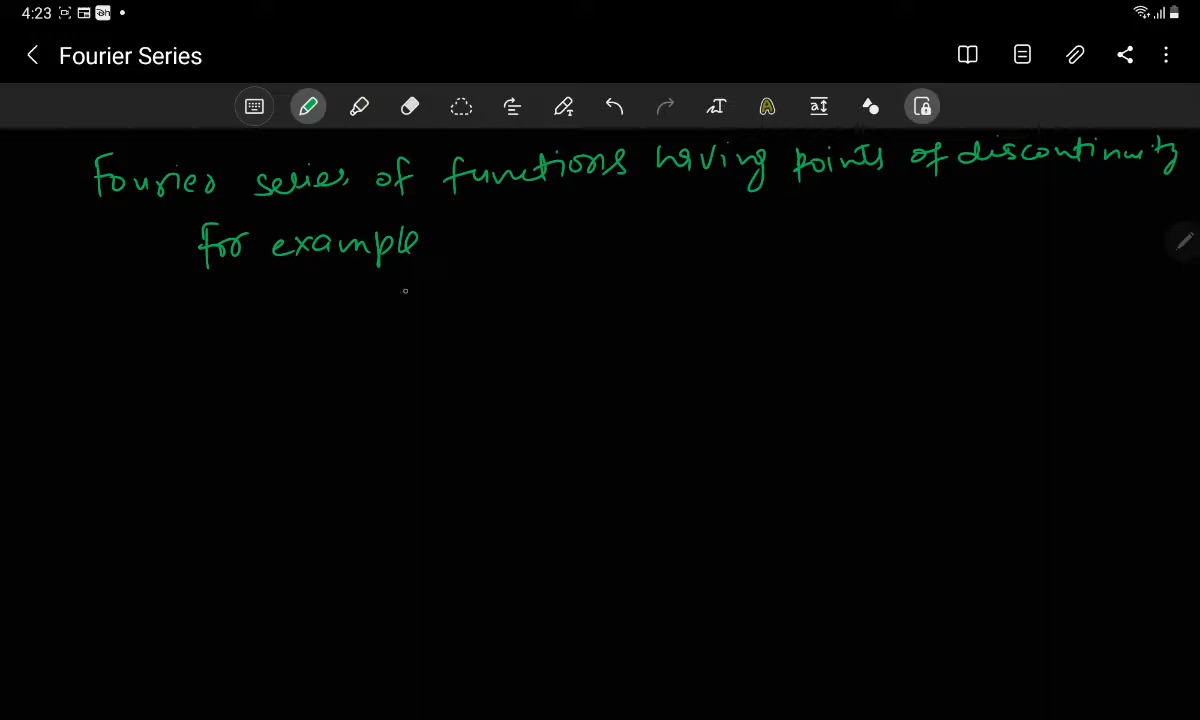 4:23
Fourier Series
Fourier series of functions having points of discontinuity
for example